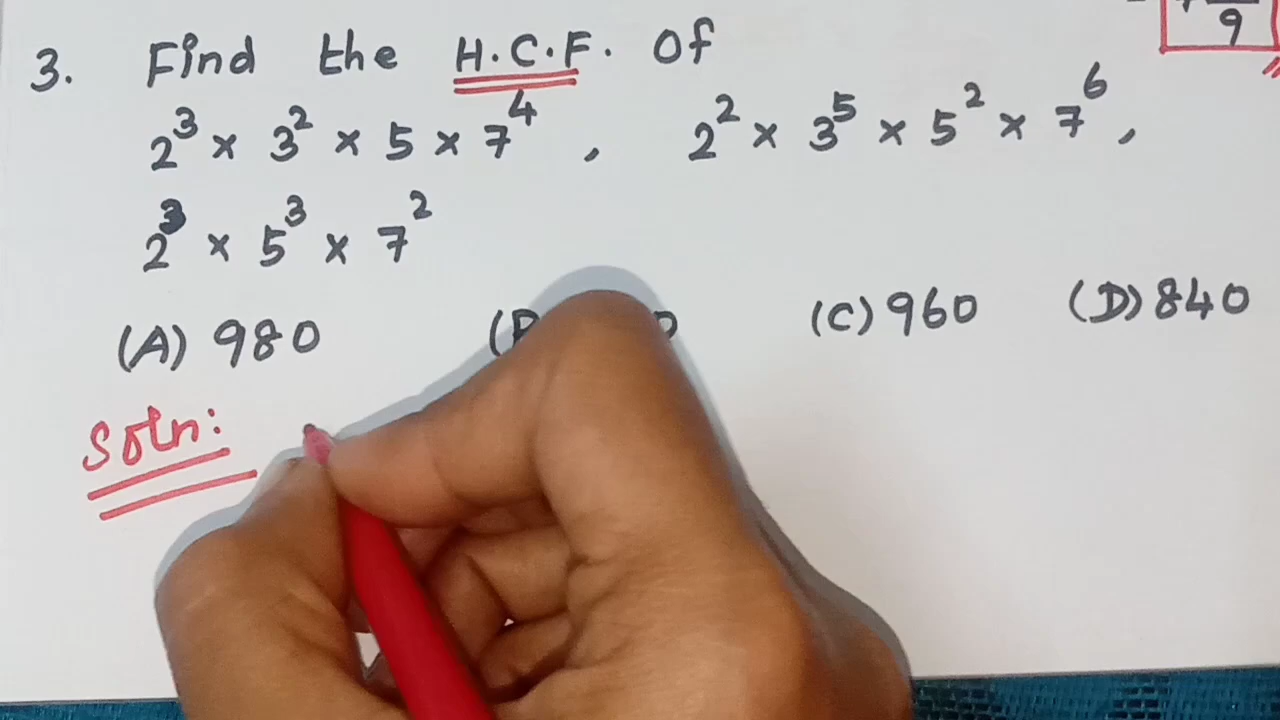 9
3. Find the H.C.F. Of
2³ × 3² × 5 × 7⁴ , 2² × 3⁵ × 5² × 7⁶ ,
2³ × 5³ × 7²
(A) 980 (C) 960 (D) 840
Soln: